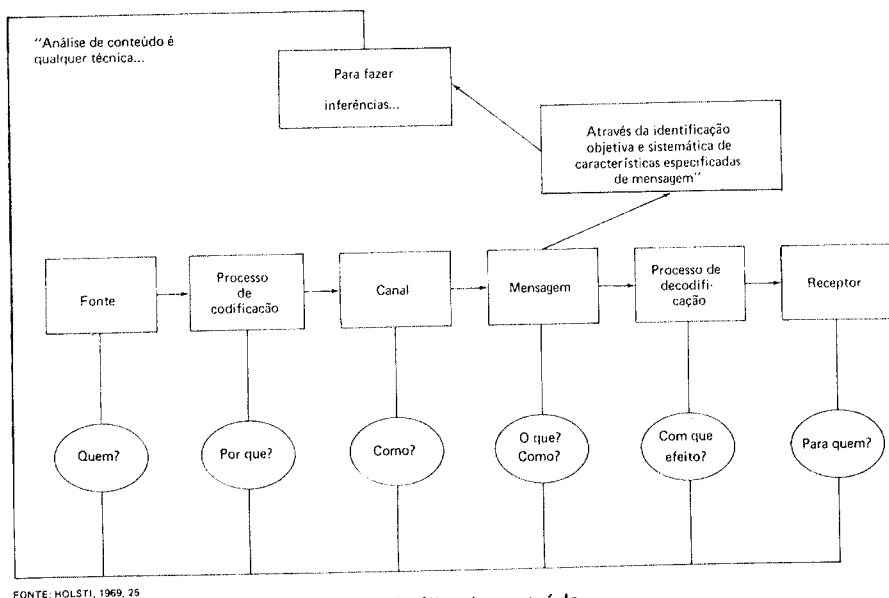 "Análise de conteúdo é
qualquer técnica...
Para fazer
inferências...
Através da identificação
objetiva e sistemática de
características especificadas
de mensagem"
Fonte
Processo
de
codificação
Canal
Mensagem
Processo de
decodifi-
cação
Receptor
Quem?
Por que?
Como?
O que?
Como?
Com que
efeito?
Para quem?
FONTE: HOLSTI, 1969, 25